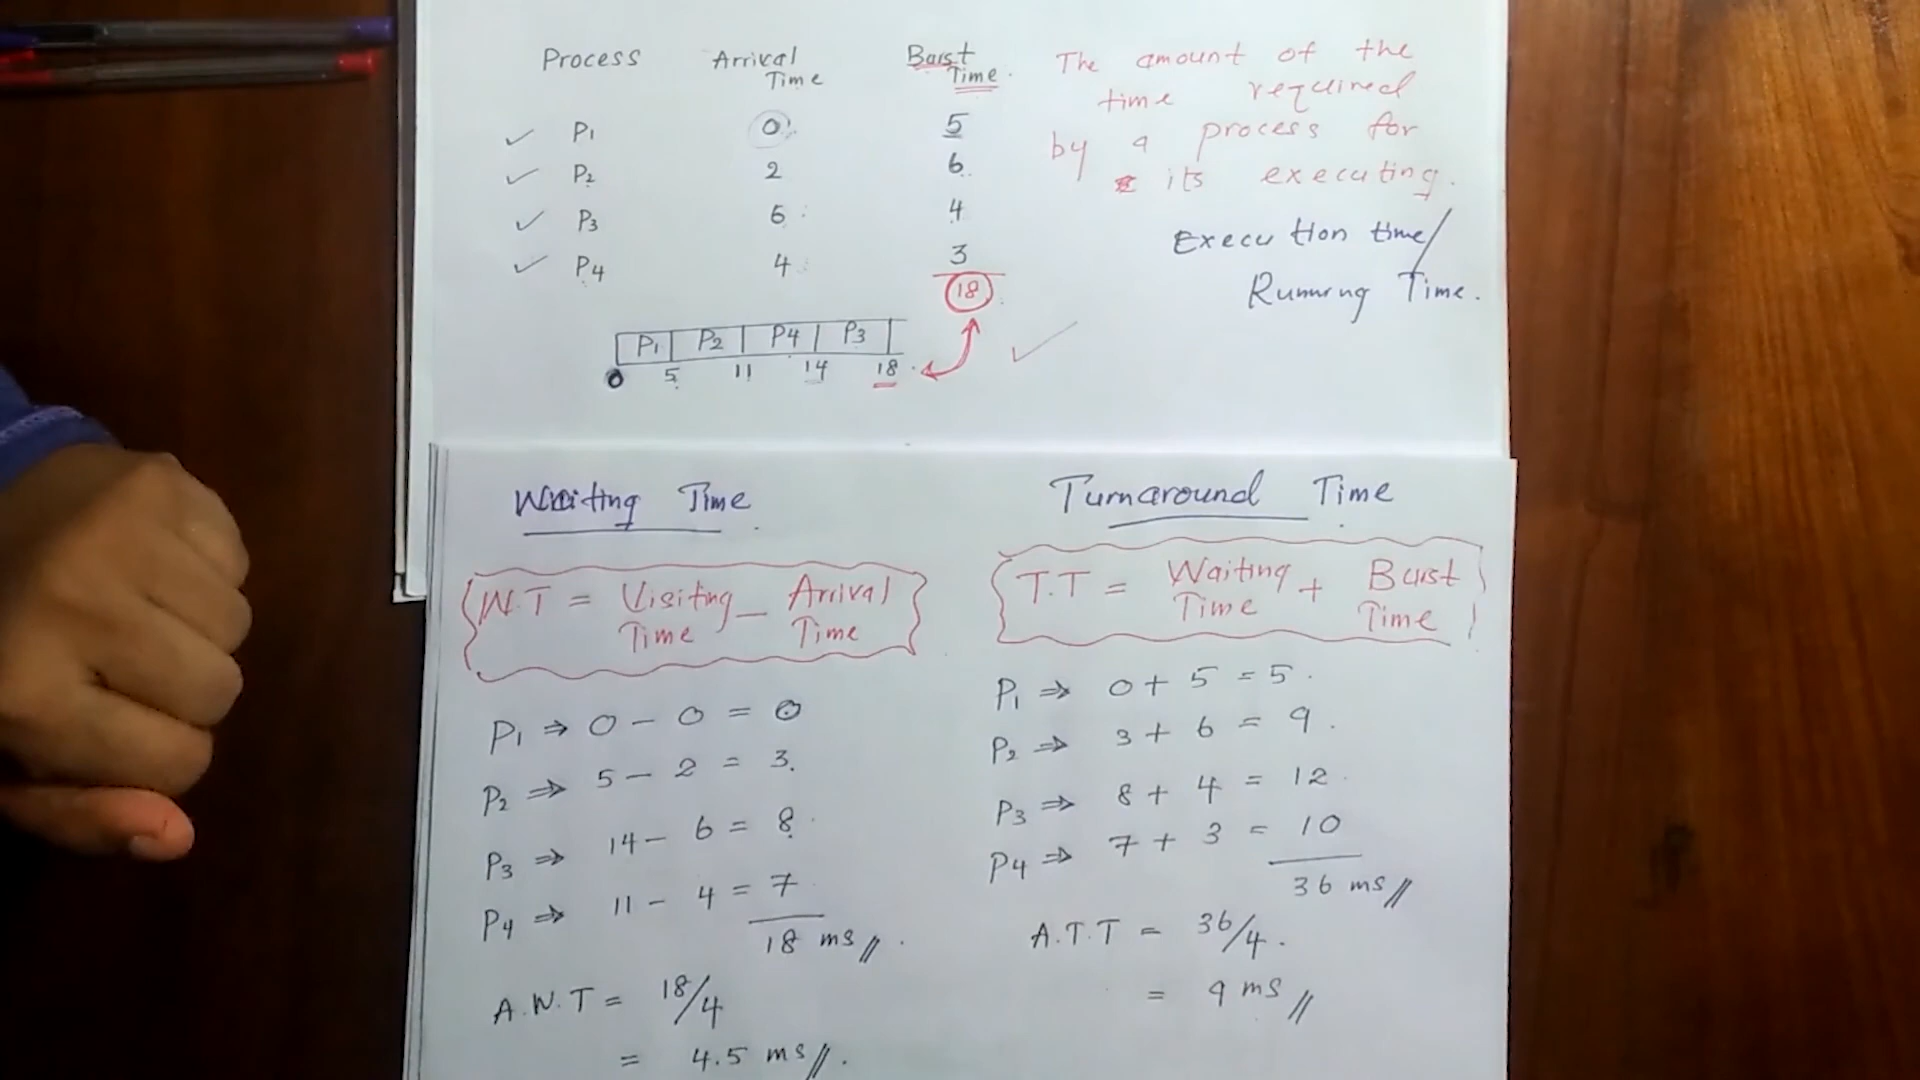 Process Arrival Time Burst Time.
P1 0 5
P2 2 6
P3 6 4
P4 4 3
18
The amount of the
time required
by a process for
its executing.
Execution time/
Running Time.
P1 P2 P4 P3
0 5 11 14 18
Waiting Time
W.T = Visiting Time - Arrival Time
P1 ⇒ 0 - 0 = 0
P2 ⇒ 5 - 2 = 3.
P3 ⇒ 14 - 6 = 8.
P4 ⇒ 11 - 4 = 7
18 ms//.
A.W.T = 18/4
= 4.5 ms//.
Turnaround Time
T.T = Waiting Time + Burst Time
P1 ⇒ 0 + 5 = 5.
P2 ⇒ 3 + 6 = 9.
P3 ⇒ 8 + 4 = 12.
P4 ⇒ 7 + 3 = 10
36 ms//
A.T.T = 36/4.
= 9 ms//